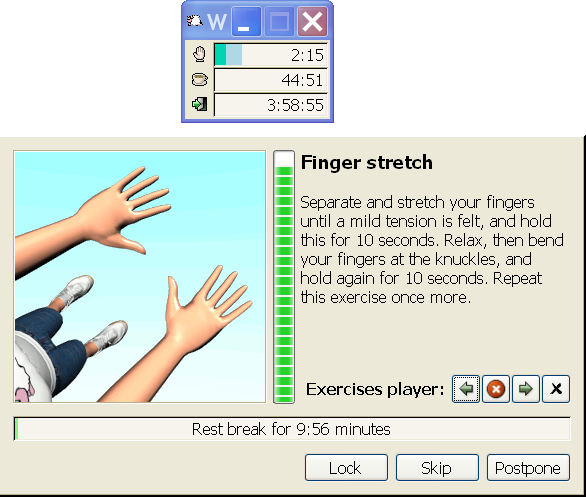 W
2:15
44:51
3:58:55
Finger stretch
Separate and stretch your fingers
until a mild tension is felt, and hold
this for 10 seconds. Relax, then bend
your fingers at the knuckles, and
hold again for 10 seconds. Repeat
this exercise once more.
Exercises player:
Rest break for 9:56 minutes
Lock Skip Postpone